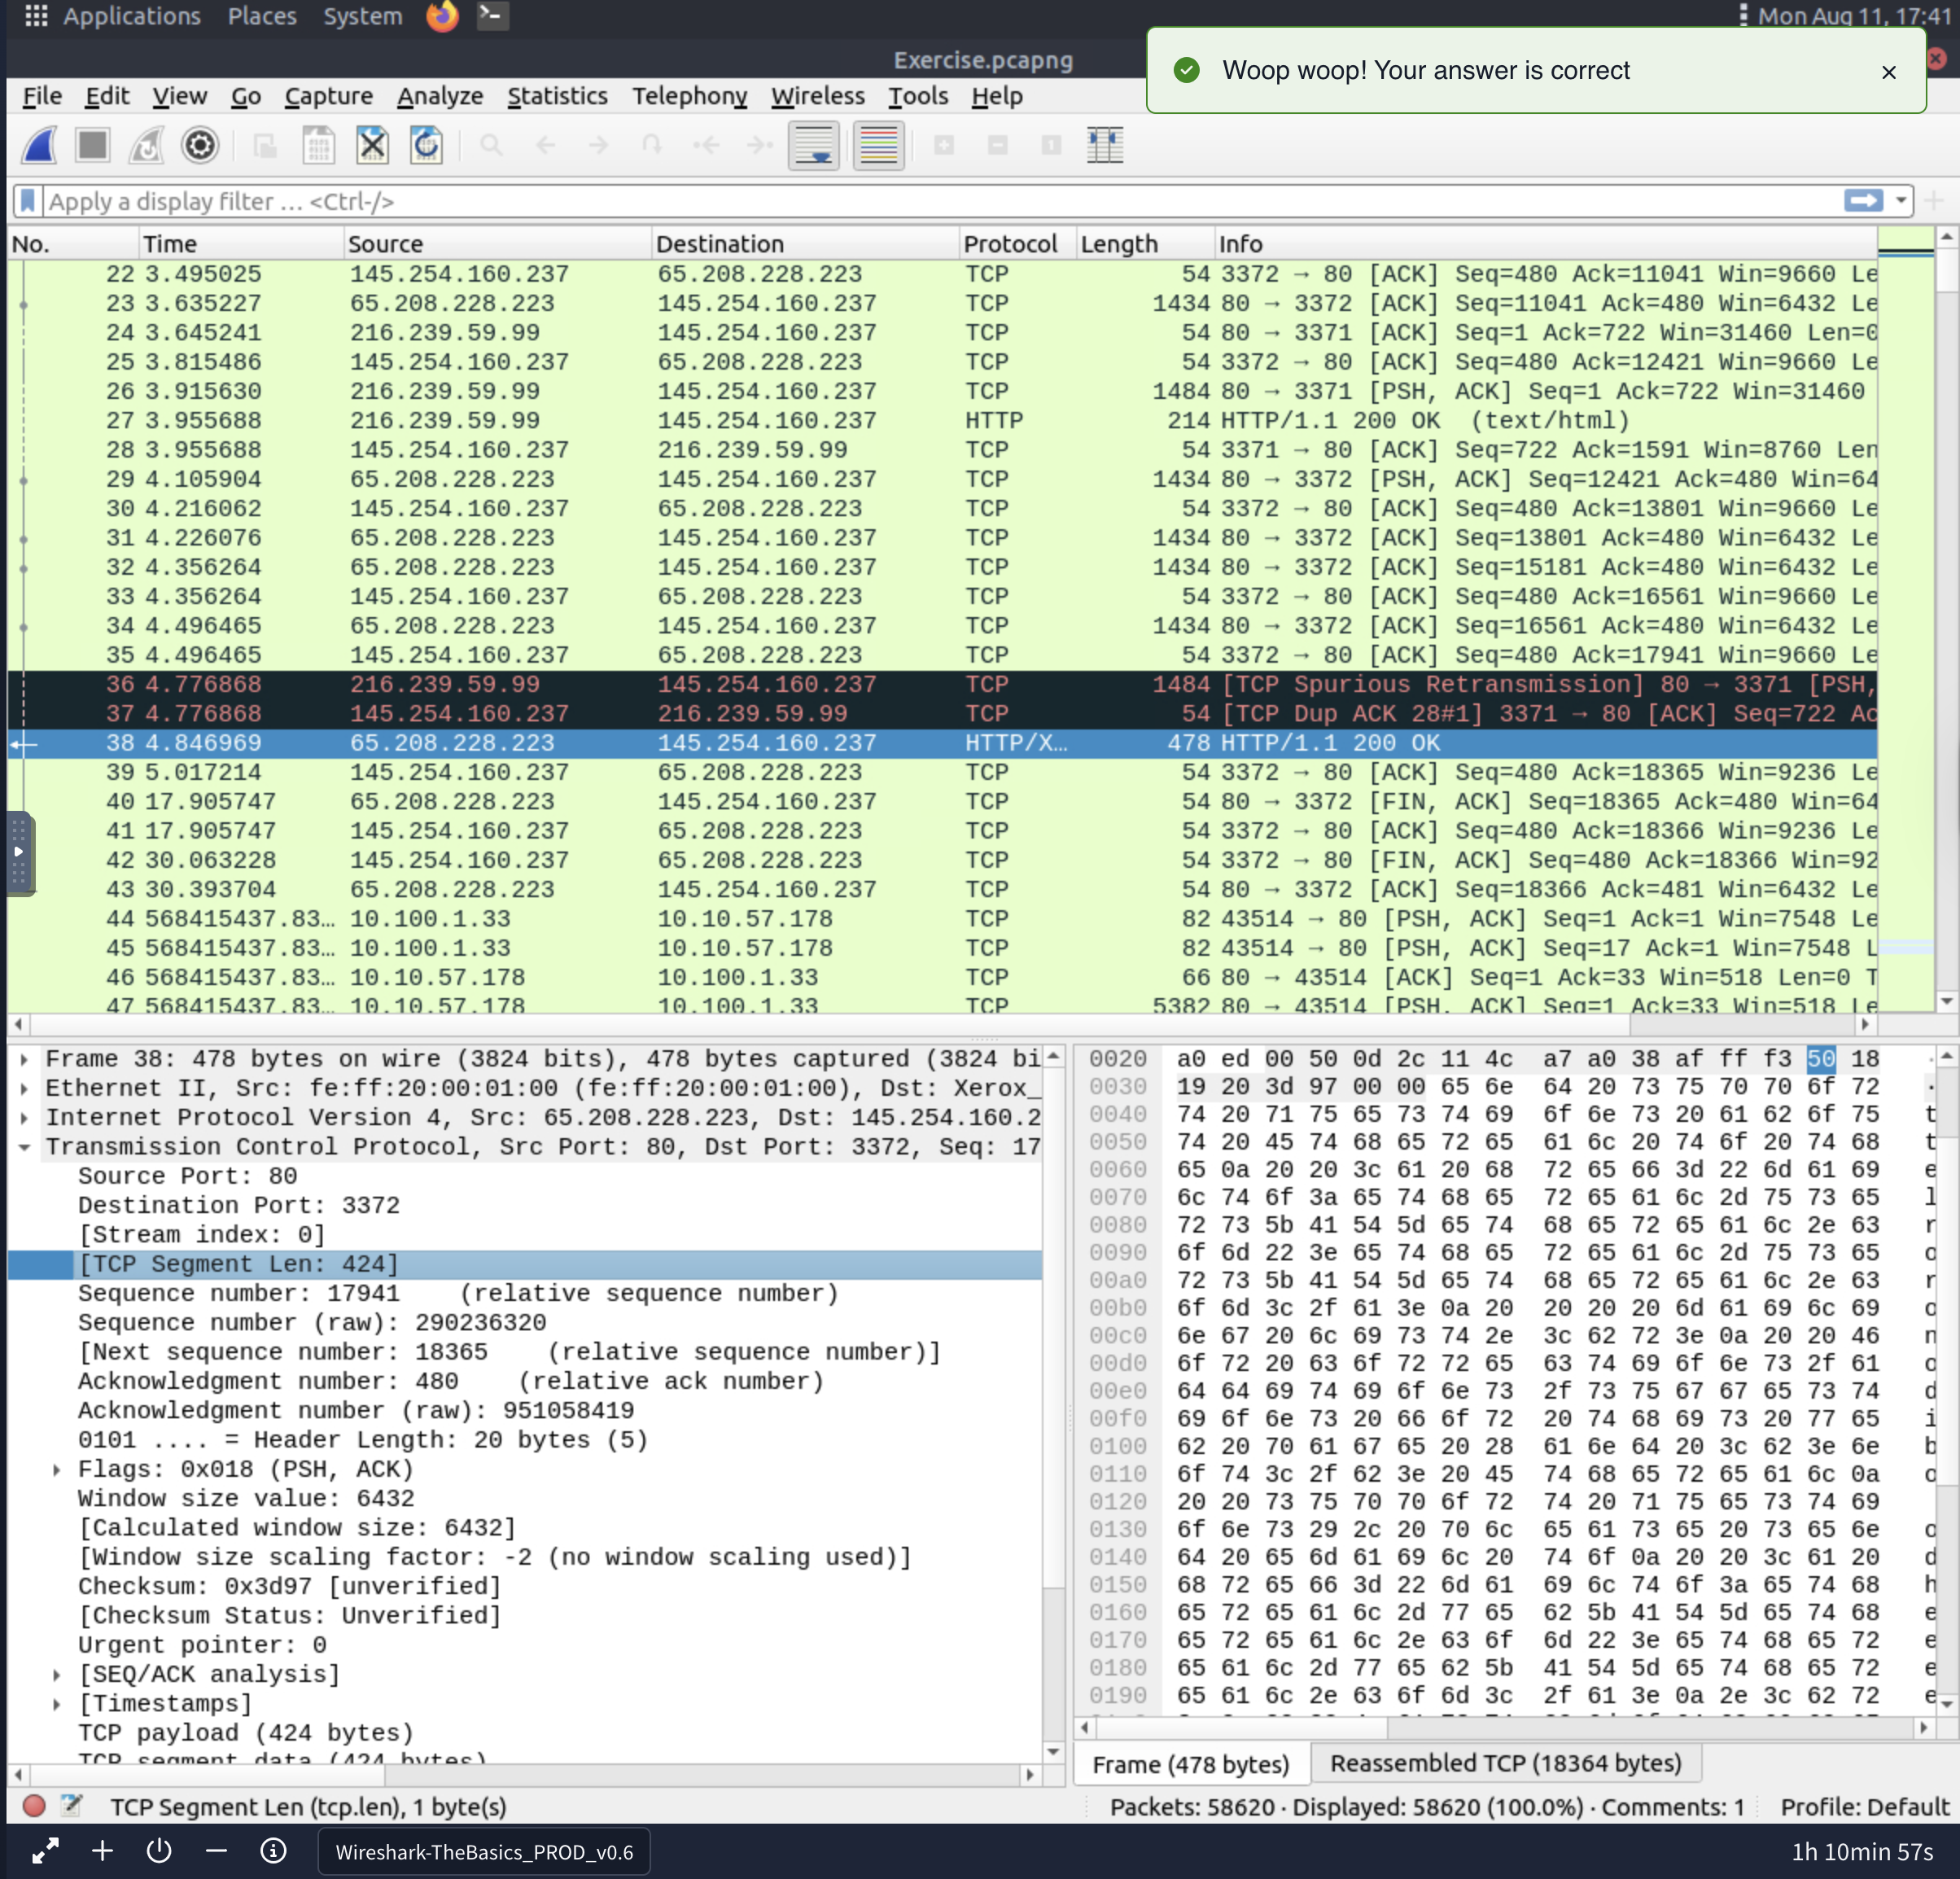 Applications Places System Mon Aug 11, 17:41
Exercise.pcapng
Woop woop! Your answer is correct
File Edit View Go Capture Analyze Statistics Telephony Wireless Tools Help
Apply a display filter … <Ctrl-/>
No. Time Source Destination Protocol Length Info
22 3.495025 145.254.160.237 65.208.228.223 TCP 54 3372 → 80 [ACK] Seq=480 Ack=11041 Win=9660 Le
23 3.635227 65.208.228.223 145.254.160.237 TCP 1434 80 → 3372 [ACK] Seq=11041 Ack=480 Win=6432 Le
24 3.645241 216.239.59.99 145.254.160.237 TCP 54 80 → 3371 [ACK] Seq=1 Ack=722 Win=31460 Len=0
25 3.815486 145.254.160.237 65.208.228.223 TCP 54 3372 → 80 [ACK] Seq=480 Ack=12421 Win=9660 Le
26 3.915630 216.239.59.99 145.254.160.237 TCP 1484 80 → 3371 [PSH, ACK] Seq=1 Ack=722 Win=31460
27 3.955688 216.239.59.99 145.254.160.237 HTTP 214 HTTP/1.1 200 OK (text/html)
28 3.955688 145.254.160.237 216.239.59.99 TCP 54 3371 → 80 [ACK] Seq=722 Ack=1591 Win=8760 Len
29 4.105904 65.208.228.223 145.254.160.237 TCP 1434 80 → 3372 [PSH, ACK] Seq=12421 Ack=480 Win=64
30 4.216062 145.254.160.237 65.208.228.223 TCP 54 3372 → 80 [ACK] Seq=480 Ack=13801 Win=9660 Le
31 4.226076 65.208.228.223 145.254.160.237 TCP 1434 80 → 3372 [ACK] Seq=13801 Ack=480 Win=6432 Le
32 4.356264 65.208.228.223 145.254.160.237 TCP 1434 80 → 3372 [ACK] Seq=15181 Ack=480 Win=6432 Le
33 4.356264 145.254.160.237 65.208.228.223 TCP 54 3372 → 80 [ACK] Seq=480 Ack=16561 Win=9660 Le
34 4.496465 65.208.228.223 145.254.160.237 TCP 1434 80 → 3372 [ACK] Seq=16561 Ack=480 Win=6432 Le
35 4.496465 145.254.160.237 65.208.228.223 TCP 54 3372 → 80 [ACK] Seq=480 Ack=17941 Win=9660 Le
36 4.776868 216.239.59.99 145.254.160.237 TCP 1484 [TCP Spurious Retransmission] 80 → 3371 [PSH,
37 4.776868 145.254.160.237 216.239.59.99 TCP 54 [TCP Dup ACK 28#1] 3371 → 80 [ACK] Seq=722 Ac
38 4.846969 65.208.228.223 145.254.160.237 HTTP/X… 478 HTTP/1.1 200 OK
39 5.017214 145.254.160.237 65.208.228.223 TCP 54 3372 → 80 [ACK] Seq=480 Ack=18365 Win=9236 Le
40 17.905747 65.208.228.223 145.254.160.237 TCP 54 80 → 3372 [FIN, ACK] Seq=18365 Ack=480 Win=64
41 17.905747 145.254.160.237 65.208.228.223 TCP 54 3372 → 80 [ACK] Seq=480 Ack=18366 Win=9236 Le
42 30.063228 145.254.160.237 65.208.228.223 TCP 54 3372 → 80 [FIN, ACK] Seq=480 Ack=18366 Win=92
43 30.393704 65.208.228.223 145.254.160.237 TCP 54 80 → 3372 [ACK] Seq=18366 Ack=481 Win=6432 Le
44 568415437.83… 10.100.1.33 10.10.57.178 TCP 82 43514 → 80 [PSH, ACK] Seq=1 Ack=1 Win=7548 Le
45 568415437.83… 10.100.1.33 10.10.57.178 TCP 82 43514 → 80 [PSH, ACK] Seq=17 Ack=1 Win=7548 L
46 568415437.83… 10.10.57.178 10.100.1.33 TCP 66 80 → 43514 [ACK] Seq=1 Ack=33 Win=518 Len=0 T
47 568415437.83… 10.10.57.178 10.100.1.33 TCP 5382 80 → 43514 [PSH, ACK] Seq=1 Ack=33 Win=518 Le
Frame 38: 478 bytes on wire (3824 bits), 478 bytes captured (3824 bi
Ethernet II, Src: fe:ff:20:00:01:00 (fe:ff:20:00:01:00), Dst: Xerox_
Internet Protocol Version 4, Src: 65.208.228.223, Dst: 145.254.160.2
Transmission Control Protocol, Src Port: 80, Dst Port: 3372, Seq: 17
Source Port: 80
Destination Port: 3372
[Stream index: 0]
[TCP Segment Len: 424]
Sequence number: 17941 (relative sequence number)
Sequence number (raw): 290236320
[Next sequence number: 18365 (relative sequence number)]
Acknowledgment number: 480 (relative ack number)
Acknowledgment number (raw): 951058419
0101 .... = Header Length: 20 bytes (5)
Flags: 0x018 (PSH, ACK)
Window size value: 6432
[Calculated window size: 6432]
[Window size scaling factor: -2 (no window scaling used)]
Checksum: 0x3d97 [unverified]
[Checksum Status: Unverified]
Urgent pointer: 0
[SEQ/ACK analysis]
[Timestamps]
TCP payload (424 bytes)
TCP segment data (424 bytes)
0020 a0 ed 00 50 0d 2c 11 4c a7 a0 38 af ff f3 50 18 ·
0030 19 20 3d 97 00 00 65 6e 64 20 73 75 70 70 6f 72 ·
0040 74 20 71 75 65 73 74 69 6f 6e 73 20 61 62 6f 75 t
0050 74 20 45 74 68 65 72 65 61 6c 20 74 6f 20 74 68 t
0060 65 0a 20 20 3c 61 20 68 72 65 66 3d 22 6d 61 69 e
0070 6c 74 6f 3a 65 74 68 65 72 65 61 6c 2d 75 73 65 l
0080 72 73 5b 41 54 5d 65 74 68 65 72 65 61 6c 2e 63 r
0090 6f 6d 22 3e 65 74 68 65 72 65 61 6c 2d 75 73 65 o
00a0 72 73 5b 41 54 5d 65 74 68 65 72 65 61 6c 2e 63 r
00b0 6f 6d 3c 2f 61 3e 0a 20 20 20 20 6d 61 69 6c 69 o
00c0 6e 67 20 6c 69 73 74 2e 3c 62 72 3e 0a 20 20 46 n
00d0 6f 72 20 63 6f 72 72 65 63 74 69 6f 6e 73 2f 61 o
00e0 64 64 69 74 69 6f 6e 73 2f 73 75 67 67 65 73 74 d
00f0 69 6f 6e 73 20 66 6f 72 20 74 68 69 73 20 77 65 i
0100 62 20 70 61 67 65 20 28 61 6e 64 20 3c 62 3e 6e b
0110 6f 74 3c 2f 62 3e 20 45 74 68 65 72 65 61 6c 0a o
0120 20 20 73 75 70 70 6f 72 74 20 71 75 65 73 74 69
0130 6f 6e 73 29 2c 20 70 6c 65 61 73 65 20 73 65 6e o
0140 64 20 65 6d 61 69 6c 20 74 6f 0a 20 20 3c 61 20 d
0150 68 72 65 66 3d 22 6d 61 69 6c 74 6f 3a 65 74 68 h
0160 65 72 65 61 6c 2d 77 65 62 5b 41 54 5d 65 74 68 e
0170 65 72 65 61 6c 2e 63 6f 6d 22 3e 65 74 68 65 72 e
0180 65 61 6c 2d 77 65 62 5b 41 54 5d 65 74 68 65 72 e
0190 65 61 6c 2e 63 6f 6d 3c 2f 61 3e 0a 2e 3c 62 72 e
Frame (478 bytes) Reassembled TCP (18364 bytes)
TCP Segment Len (tcp.len), 1 byte(s) Packets: 58620 · Displayed: 58620 (100.0%) · Comments: 1 Profile: Default
Wireshark-TheBasics_PROD_v0.6 1h 10min 57s